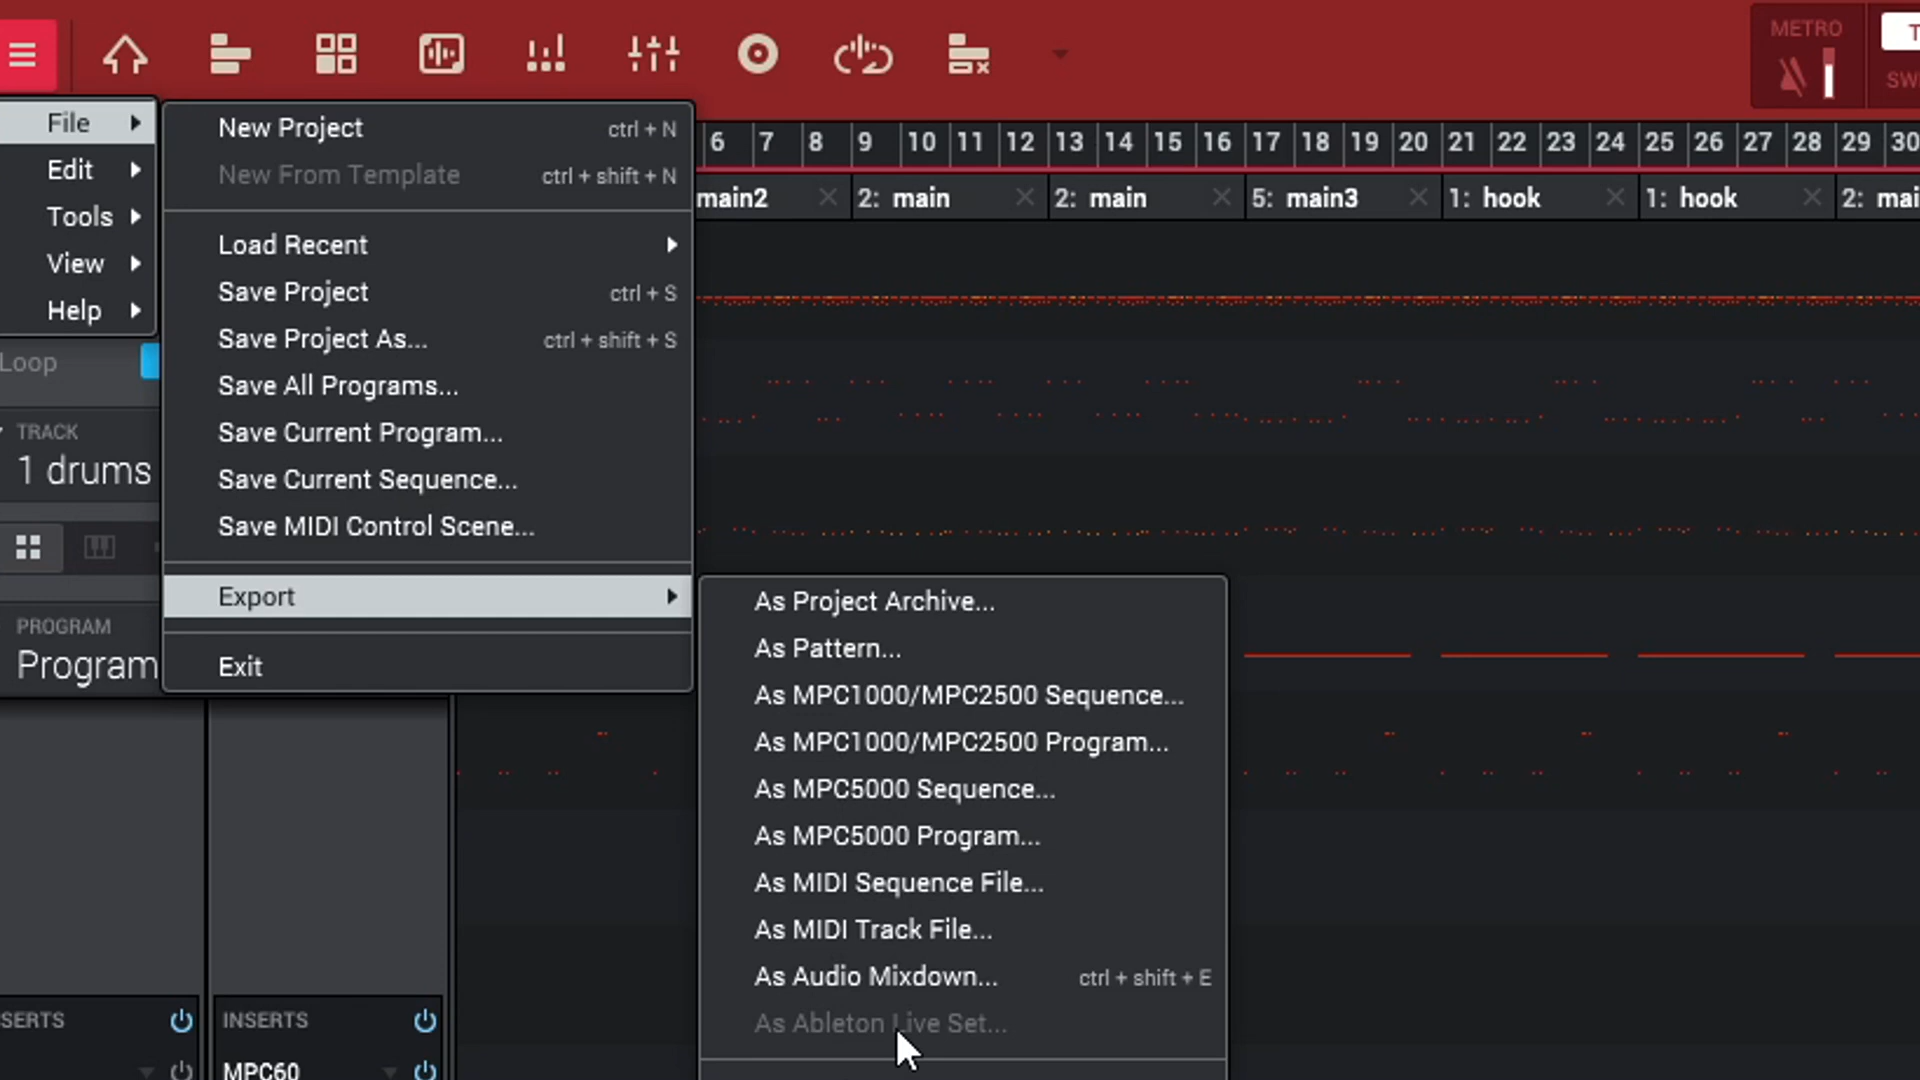 METRO
File
Edit
Tools
View
Help
New Project ctrl + N
New From Template ctrl + shift + N
Load Recent
Save Project ctrl + S
Save Project As... ctrl + shift + S
Save All Programs...
Save Current Program...
Save Current Sequence...
Save MIDI Control Scene...
Export
Exit
6 7 8 9 10 11 12 13 14 15 16 17 18 19 20 21 22 23 24 25 26 27 28 29 30
main2 2: main 2: main 5: main3 1: hook 1: hook 2: mai
Loop
TRACK
1 drums
PROGRAM
Program
As Project Archive...
As Pattern...
As MPC1000/MPC2500 Sequence...
As MPC1000/MPC2500 Program...
As MPC5000 Sequence...
As MPC5000 Program...
As MIDI Sequence File...
As MIDI Track File...
As Audio Mixdown... ctrl + shift + E
As Ableton Live Set...
SERTS INSERTS
MPC60